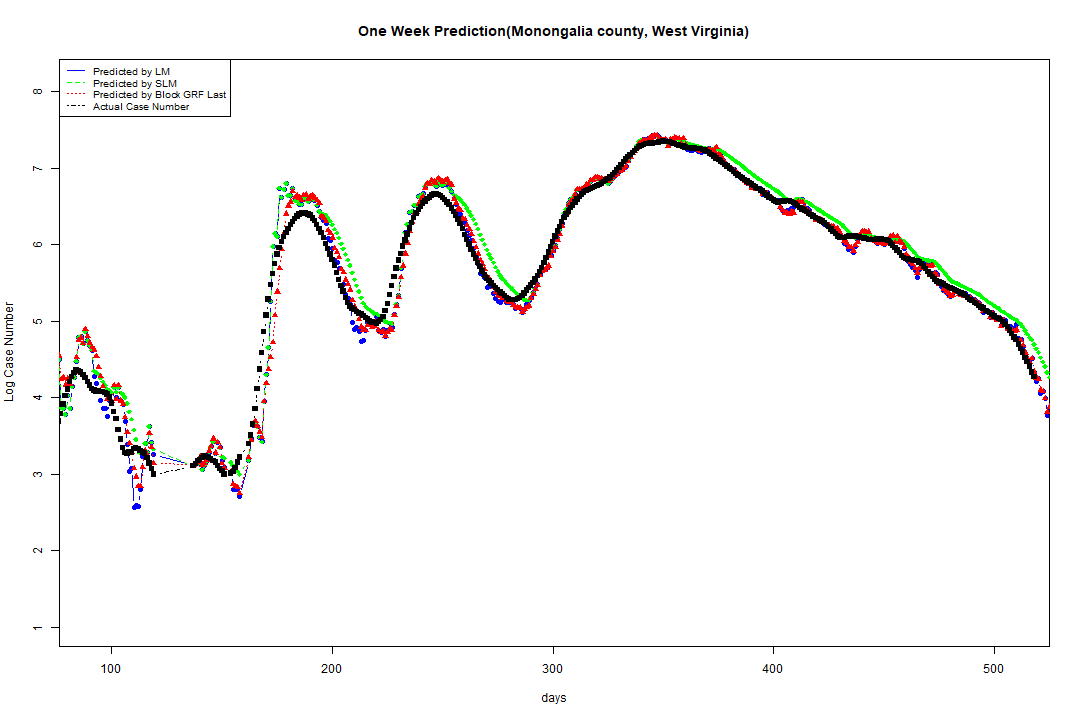 One Week Prediction(Monongalia county, West Virginia)
Predicted by LM
Predicted by SLM
Predicted by Block GRF Last
Actual Case Number
8
7
6
5
4
3
2
1
Log Case Number
100 200 300 400 500
days